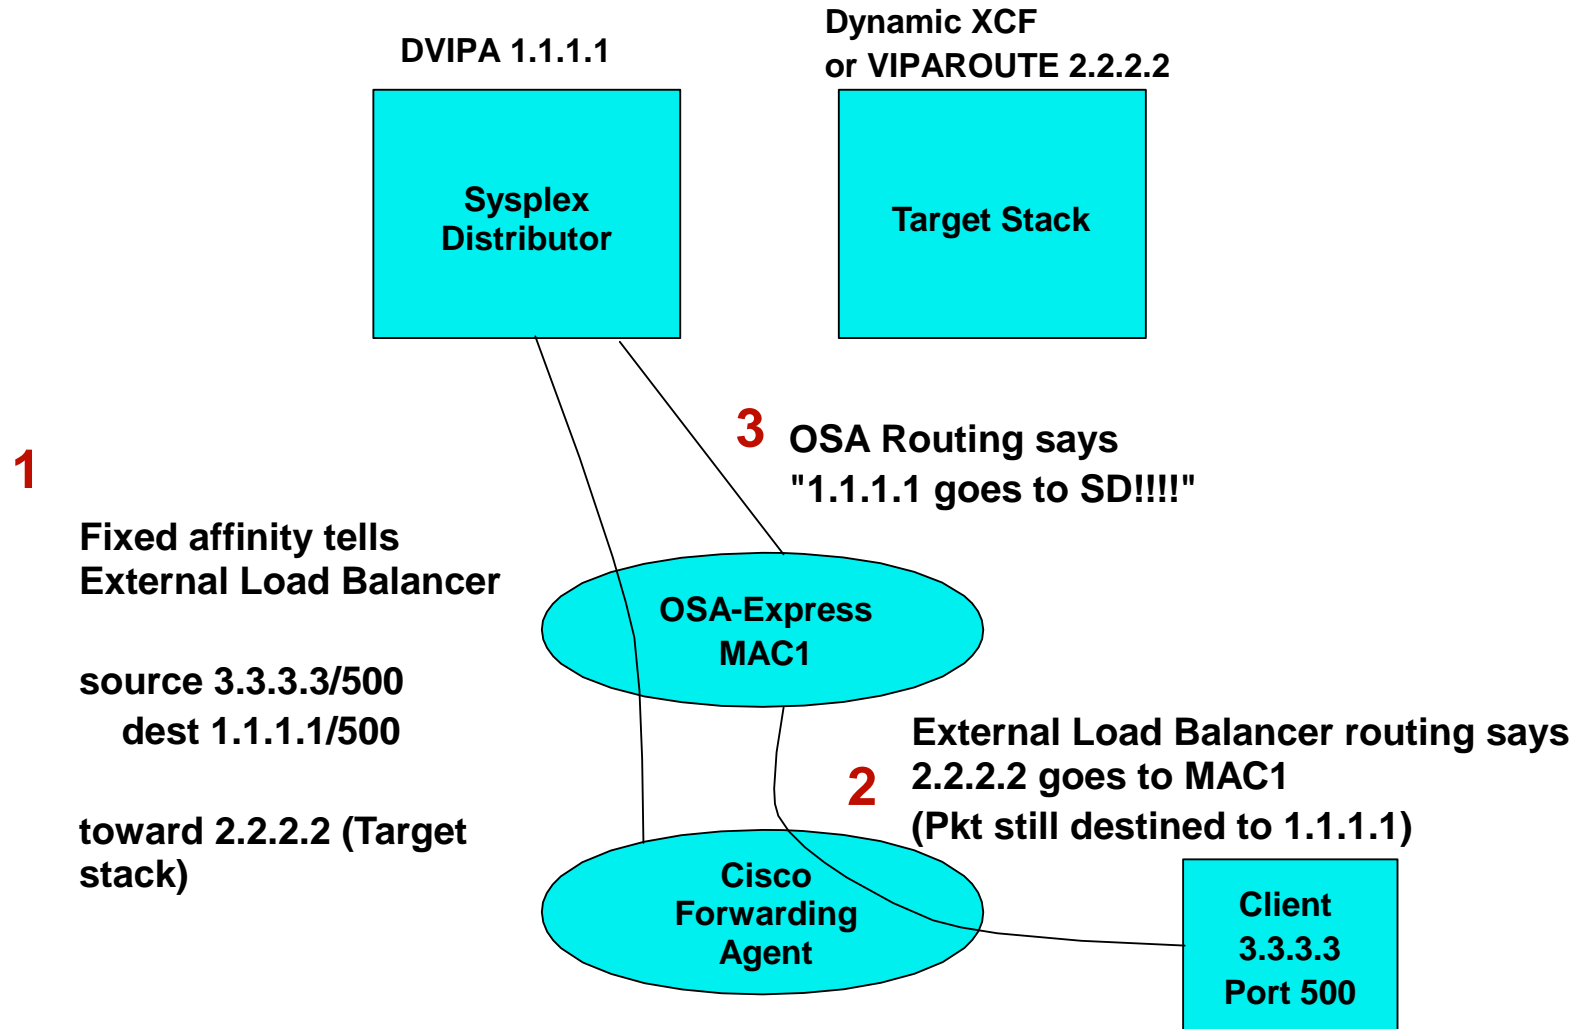 DVIPA 1.1.1.1
Dynamic XCF
or VIPAROUTE 2.2.2.2
Sysplex
Distributor
Target Stack
3
OSA Routing says
"1.1.1.1 goes to SD!!!!"
1
Fixed affinity tells
External Load Balancer
source 3.3.3.3/500
dest 1.1.1.1/500
toward 2.2.2.2 (Target
stack)
OSA-Express
MAC1
2
External Load Balancer routing says
2.2.2.2 goes to MAC1
(Pkt still destined to 1.1.1.1)
Cisco
Forwarding
Agent
Client
3.3.3.3
Port 500